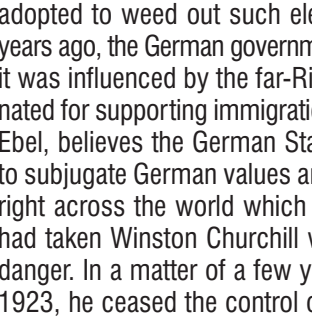 adopted to weed out such ele
years ago, the German governm
it was influenced by the far-Ri
nated for supporting immigrati
Ebel, believes the German Sta
to subjugate German values a
right across the world which
had taken Winston Churchill
danger. In a matter of a few y
1923, he ceased the control